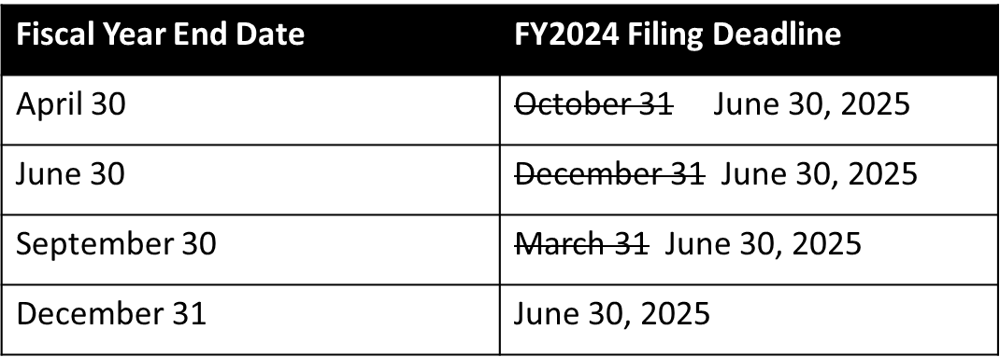 Fiscal Year End Date FY2024 Filing Deadline
April 30 October 31 June 30, 2025
June 30 December 31 June 30, 2025
September 30 March 31 June 30, 2025
December 31 June 30, 2025